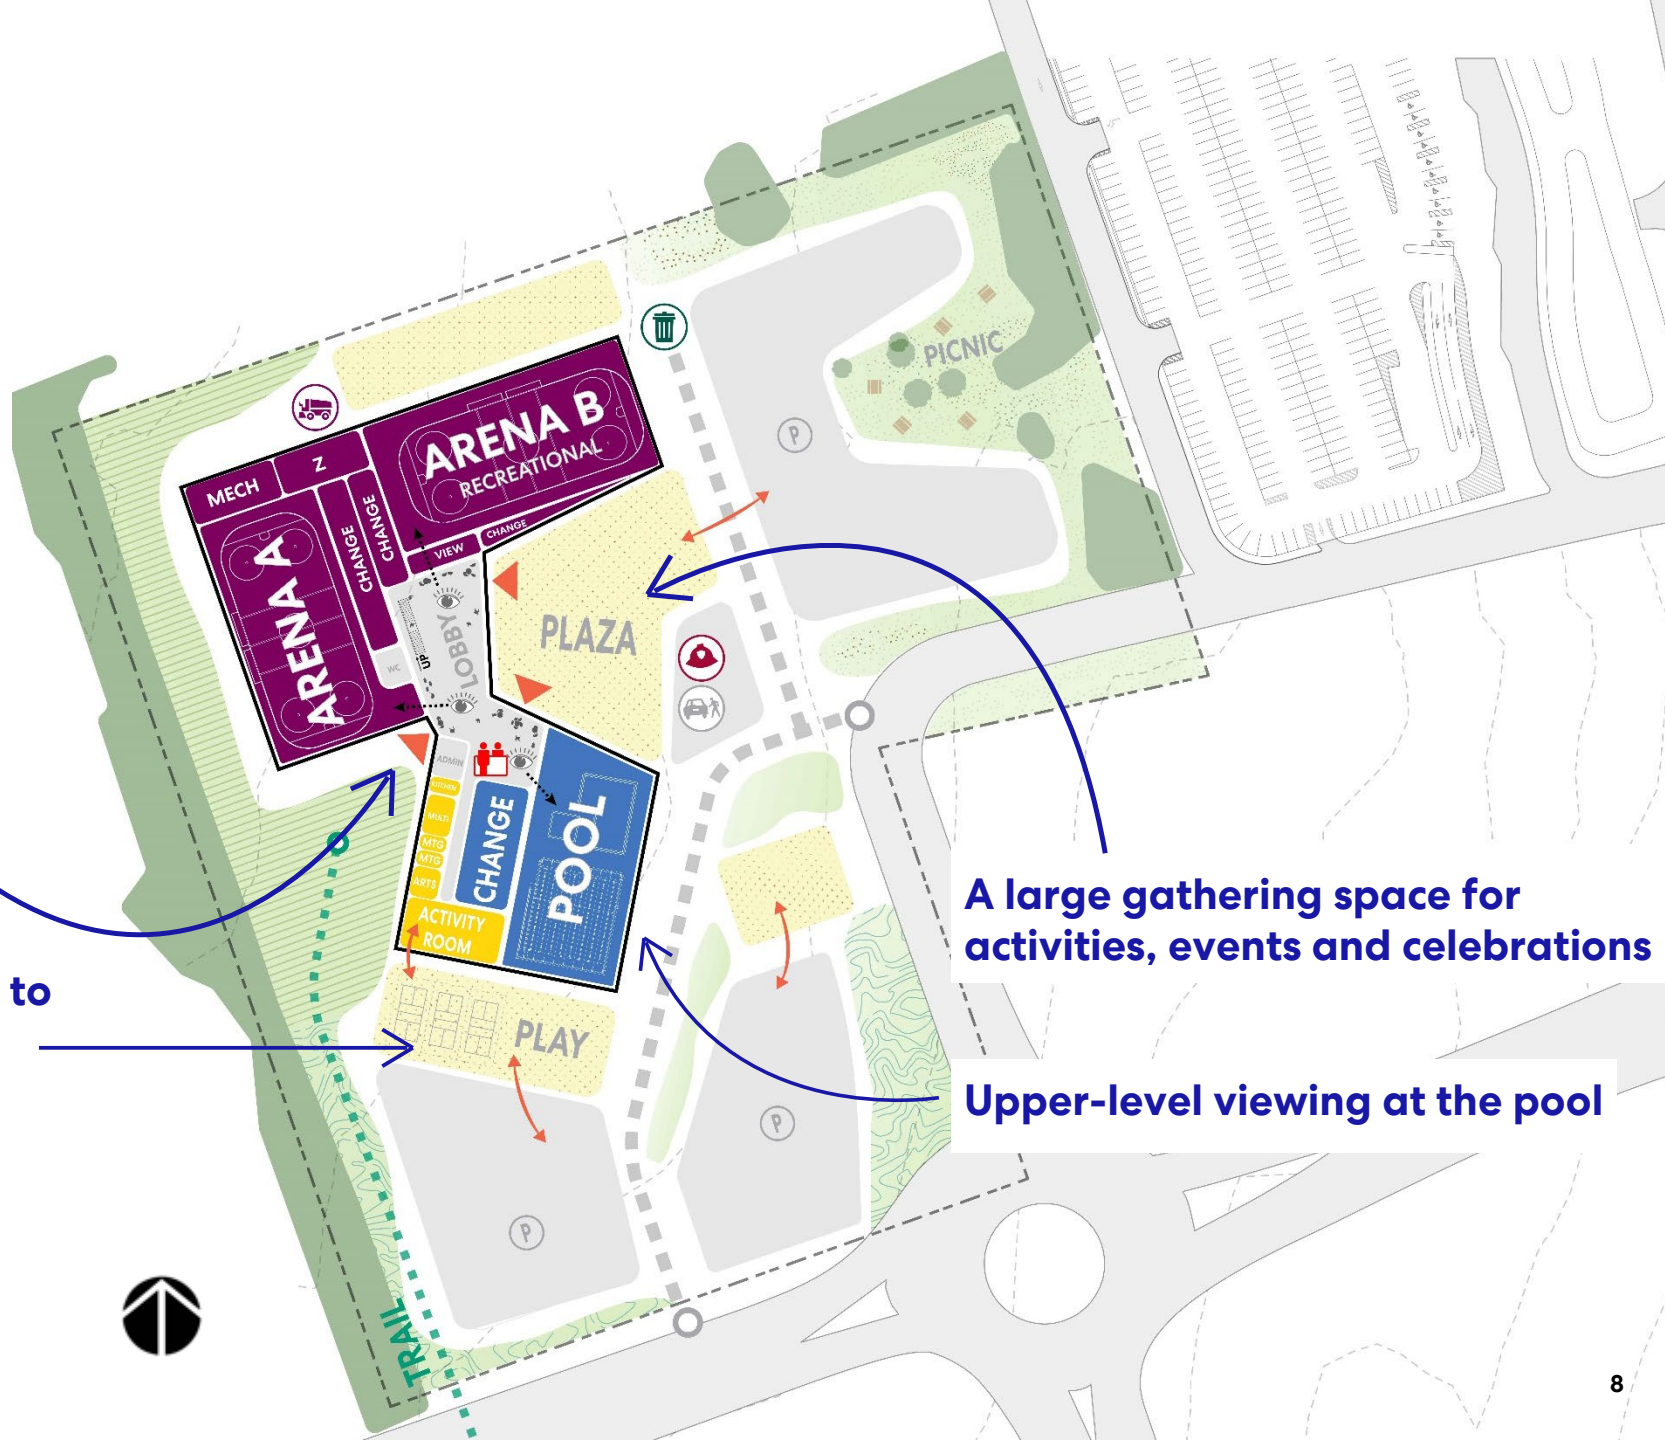 PICNIC
P
ARENA B
RECREATIONAL
Z
MECH
CHANGE
CHANGE
CHANGE
VIEW
ARENA A
PLAZA
LOBBY
UP
WC
ADMIN
KITCHEN
MULTI
MTG
MTG
ARTS
CHANGE
POOL
ACTIVITY
ROOM
A large gathering space for
activities, events and celebrations
to
PLAY
Upper-level viewing at the pool
P
P
TRAIL
8